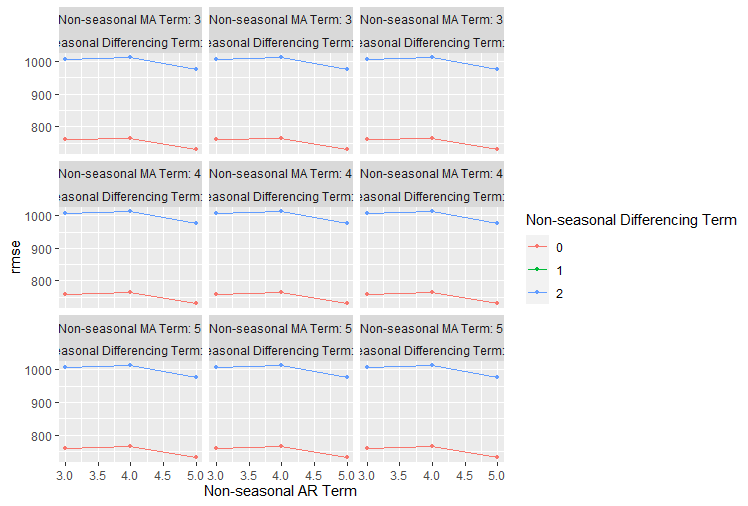 Non-seasonal MA Term: 3 Non-seasonal MA Term: 3 Non-seasonal MA Term: 3
easonal Differencing Term: easonal Differencing Term: easonal Differencing Term:
1000
900
800
Non-seasonal MA Term: 4 Non-seasonal MA Term: 4 Non-seasonal MA Term: 4
easonal Differencing Term: easonal Differencing Term: easonal Differencing Term:
1000
900
800
Non-seasonal MA Term: 5 Non-seasonal MA Term: 5 Non-seasonal MA Term: 5
easonal Differencing Term: easonal Differencing Term: easonal Differencing Term:
1000
900
800
3.0 3.5 4.0 4.5 5.0 3.0 3.5 4.0 4.5 5.0 3.0 3.5 4.0 4.5 5.0
Non-seasonal AR Term
rmse
Non-seasonal Differencing Term
0
1
2